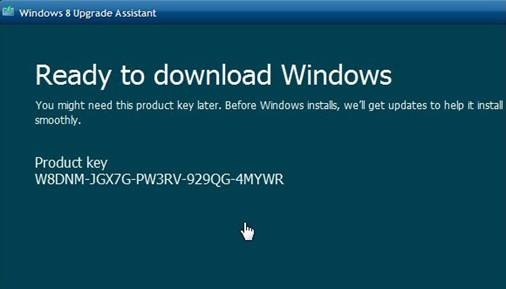 Windows 8 Upgrade Assistant
Ready to download Windows
You might need this product key later. Before Windows installs, we'll get updates to help it install
smoothly.
Product key
W8DNM-JGX7G-PW3RV-929QG-4MYWR